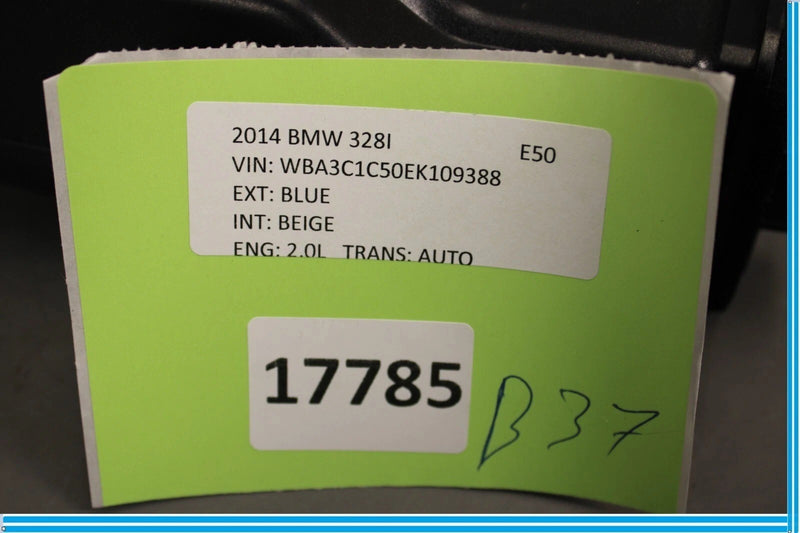 2014 BMW 328I E50
VIN: WBA3C1C50EK109388
EXT: BLUE
INT: BEIGE
ENG: 2.0L TRANS: AUTO
17785
B37